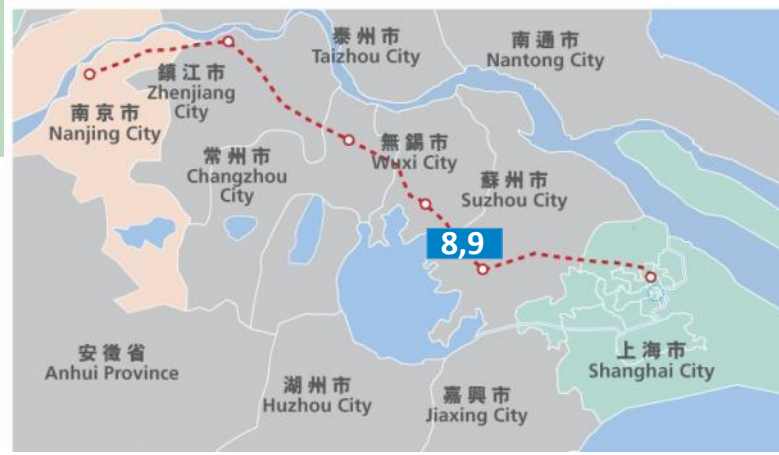 泰州市
Taizhou City
南通市
Nantong City
鎮江市
Zhenjiang
City
南京市
Nanjing City
無錫市
Wuxi City
常州市
Changzhou
City
蘇州市
Suzhou City
8,9
安徽省
Anhui Province
上海市
Shanghai City
湖州市
Huzhou City
嘉興市
Jiaxing City